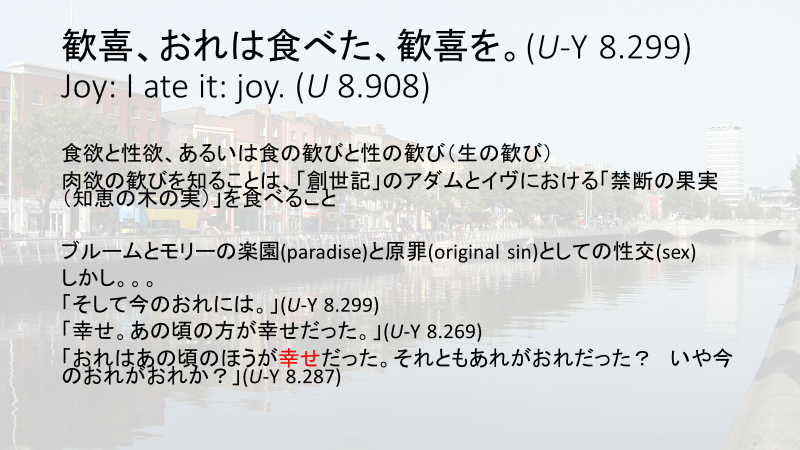 歓喜、おれは食べた、歓喜を。(U-Y 8.299)
Joy: I ate it: joy. (U 8.908)
食欲と性欲、あるいは食の歓びと性の歓び（生の歓び）
肉欲の歓びを知ることは、「創世記」のアダムとイヴにおける「禁断の果実
（知恵の木の実）」を食べること
ブルームとモリーの楽園(paradise)と原罪(original sin)としての性交(sex)
しかし。。。
「そして今のおれには。」(U-Y 8.299)
「幸せ。あの頃の方が幸せだった。」(U-Y 8.269)
「おれはあの頃のほうが幸せだった。それともあれがおれだった？　いや今
のおれがおれか？」(U-Y 8.287)